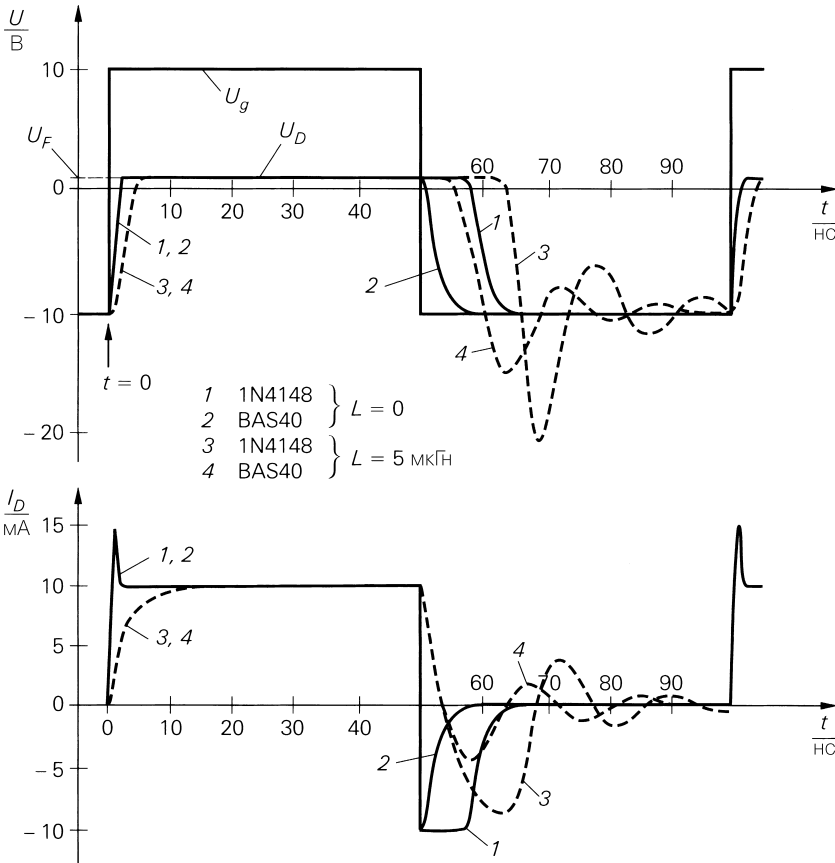 U
В
10
U_g
U_F
U_D
60 70 80 90
0
10 20 30 40
t
нс
1
1, 2
2
3
3, 4
−10
4
t = 0
1 1N4148
2 BAS40
L = 0
−20
3 1N4148
4 BAS40
L = 5 мкГн
I_D
мА
15
1, 2
10
5
3, 4
4
60 70 80 90
0
0 10 20 30 40
t
нс
−5
2
3
−10
1